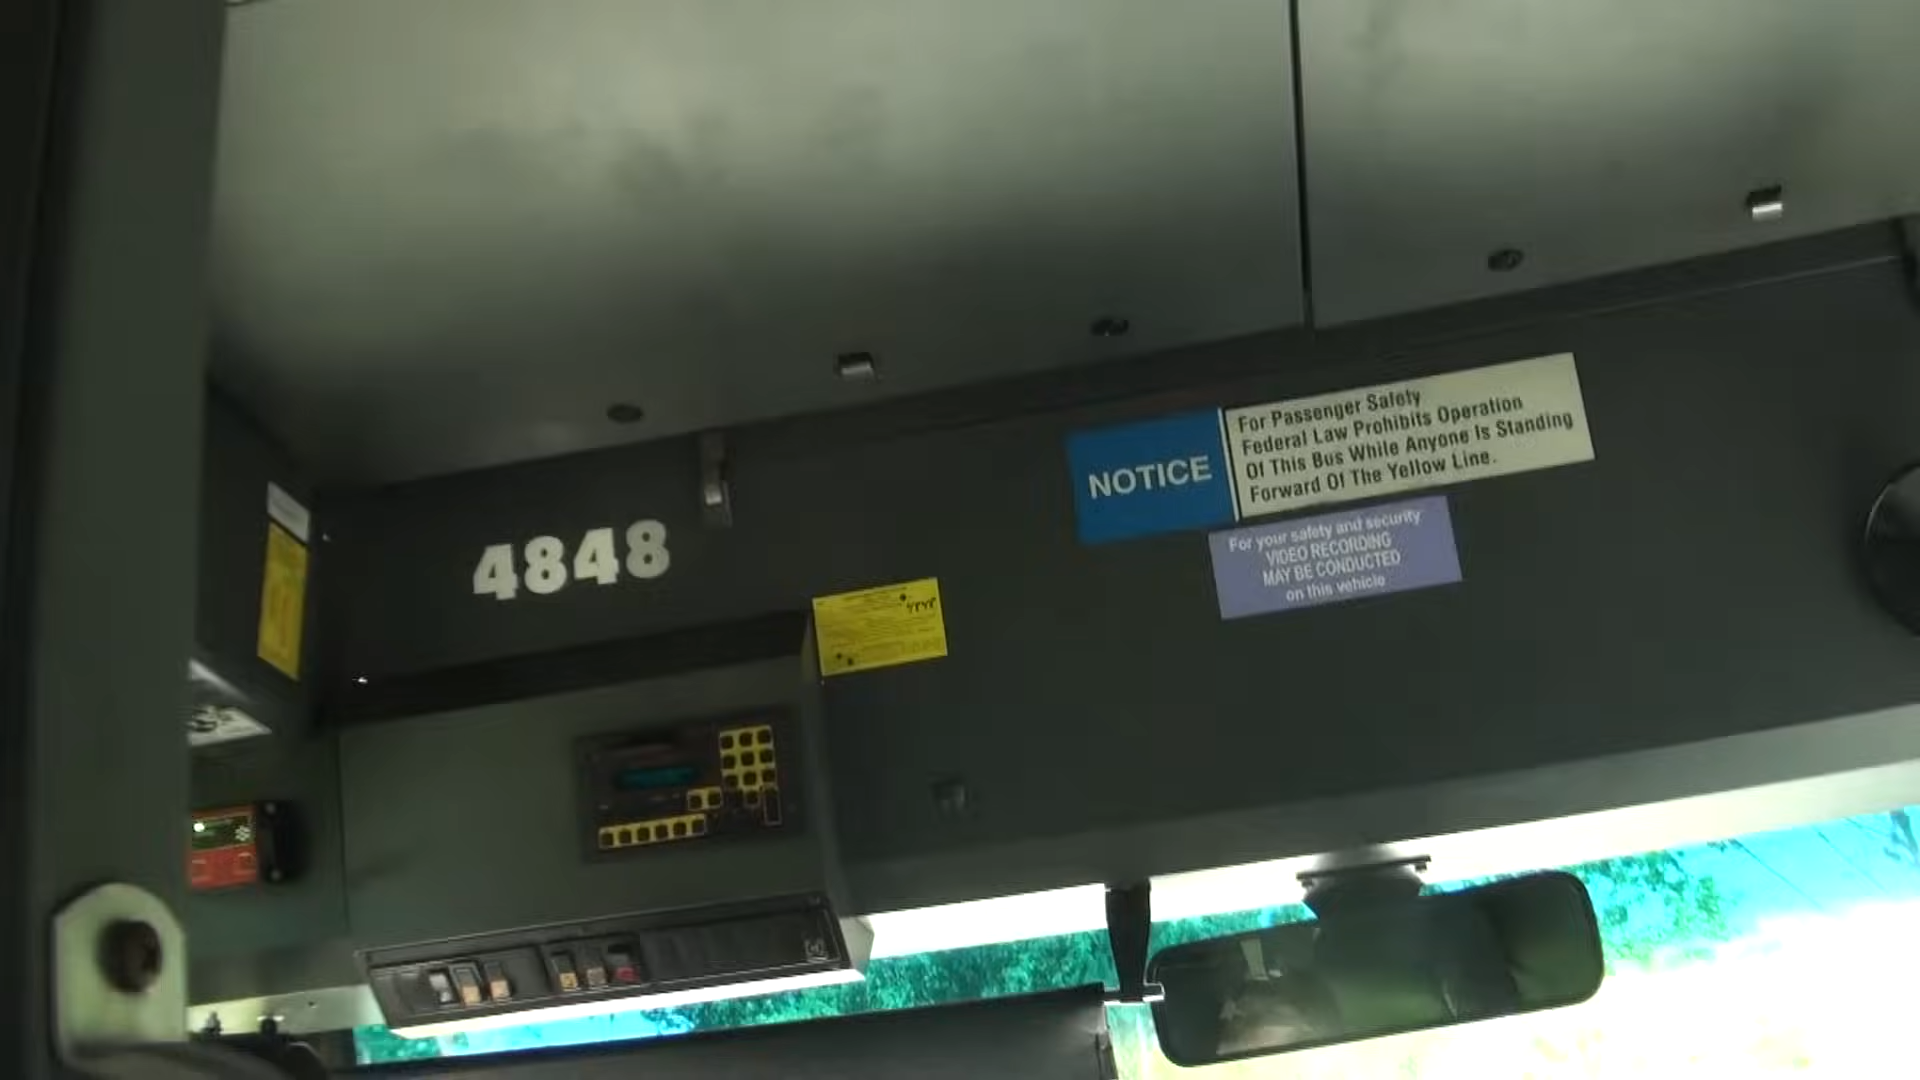 4848
NOTICE
For Passenger Safety
Federal Law Prohibits Operation
Of This Bus While Anyone Is Standing
Forward Of The Yellow Line.
For your safety and security
VIDEO RECORDING
MAY BE CONDUCTED
on this vehicle